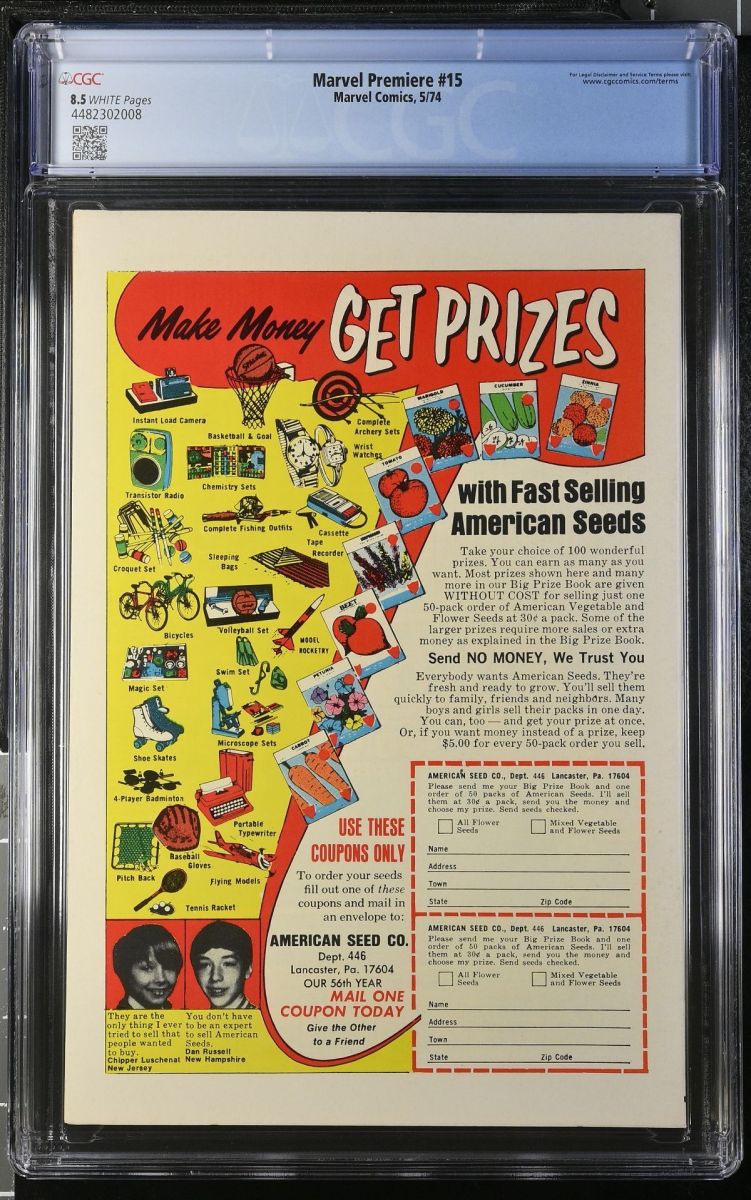 CGC
8.5 WHITE Pages
4482302008
Marvel Premiere #15
Marvel Comics, 5/74
For Legal Disclaimer and Service Terms please visit:
www.cgccomics.com/terms
CGC
Make Money GET PRIZES
Instant Load Camera
Basketball & Goal
Complete
Archery Sets
Wrist
Watches
Transistor Radio
Chemistry Sets
Complete Fishing Outfits
Cassette
Tape
Recorder
Croquet Set
Sleeping
Bags
Bicycles
Volleyball Set
MODEL
ROCKETRY
Magic Set
Swim Set
Shoe Skates
Microscope Sets
4-Player Badminton
Portable
Typewriter
Pitch Back
Baseball
Gloves
Flying Models
Tennis Racket
MARIGOLD
CUCUMBER
ZINNIA
TOMATO
BEET
PETUNIA
CARROT
with Fast Selling
American Seeds
Take your choice of 100 wonderful
prizes. You can earn as many as you
want. Most prizes shown here and many
more in our Big Prize Book are given
WITHOUT COST for selling just one
50-pack order of American Vegetable and
Flower Seeds at 30¢ a pack. Some of the
larger prizes require more sales or extra
money as explained in the Big Prize Book.
Send NO MONEY, We Trust You
Everybody wants American Seeds. They're
fresh and ready to grow. You'll sell them
quickly to family, friends and neighbors. Many
boys and girls sell their packs in one day.
You can, too — and get your prize at once.
Or, if you want money instead of a prize, keep
$5.00 for every 50-pack order you sell.
USE THESE
COUPONS ONLY
To order your seeds
fill out one of these
coupons and mail in
an envelope to:
AMERICAN SEED CO.
Dept. 446
Lancaster, Pa. 17604
OUR 56th YEAR
MAIL ONE
COUPON TODAY
Give the Other
to a Friend
AMERICAN SEED CO., Dept. 446 Lancaster, Pa. 17604
Please send me your Big Prize Book and one
order of 50 packs of American Seeds. I'll sell
them at 30¢ a pack, send you the money and
choose my prize. Send seeds checked.
All Flower
Seeds
Mixed Vegetable
and Flower Seeds
Name
Address
Town
State Zip Code
AMERICAN SEED CO., Dept. 446 Lancaster, Pa. 17604
Please send me your Big Prize Book and one
order of 50 packs of American Seeds. I'll sell
them at 30¢ a pack, send you the money and
choose my prize. Send seeds checked.
All Flower
Seeds
Mixed Vegetable
and Flower Seeds
Name
Address
Town
State Zip Code
They are the
only thing I ever
tried to sell that
people wanted
to buy.
Chipper Luschenat
New Jersey
You don't have
to be an expert
to sell American
Seeds.
Dan Russell
New Hampshire